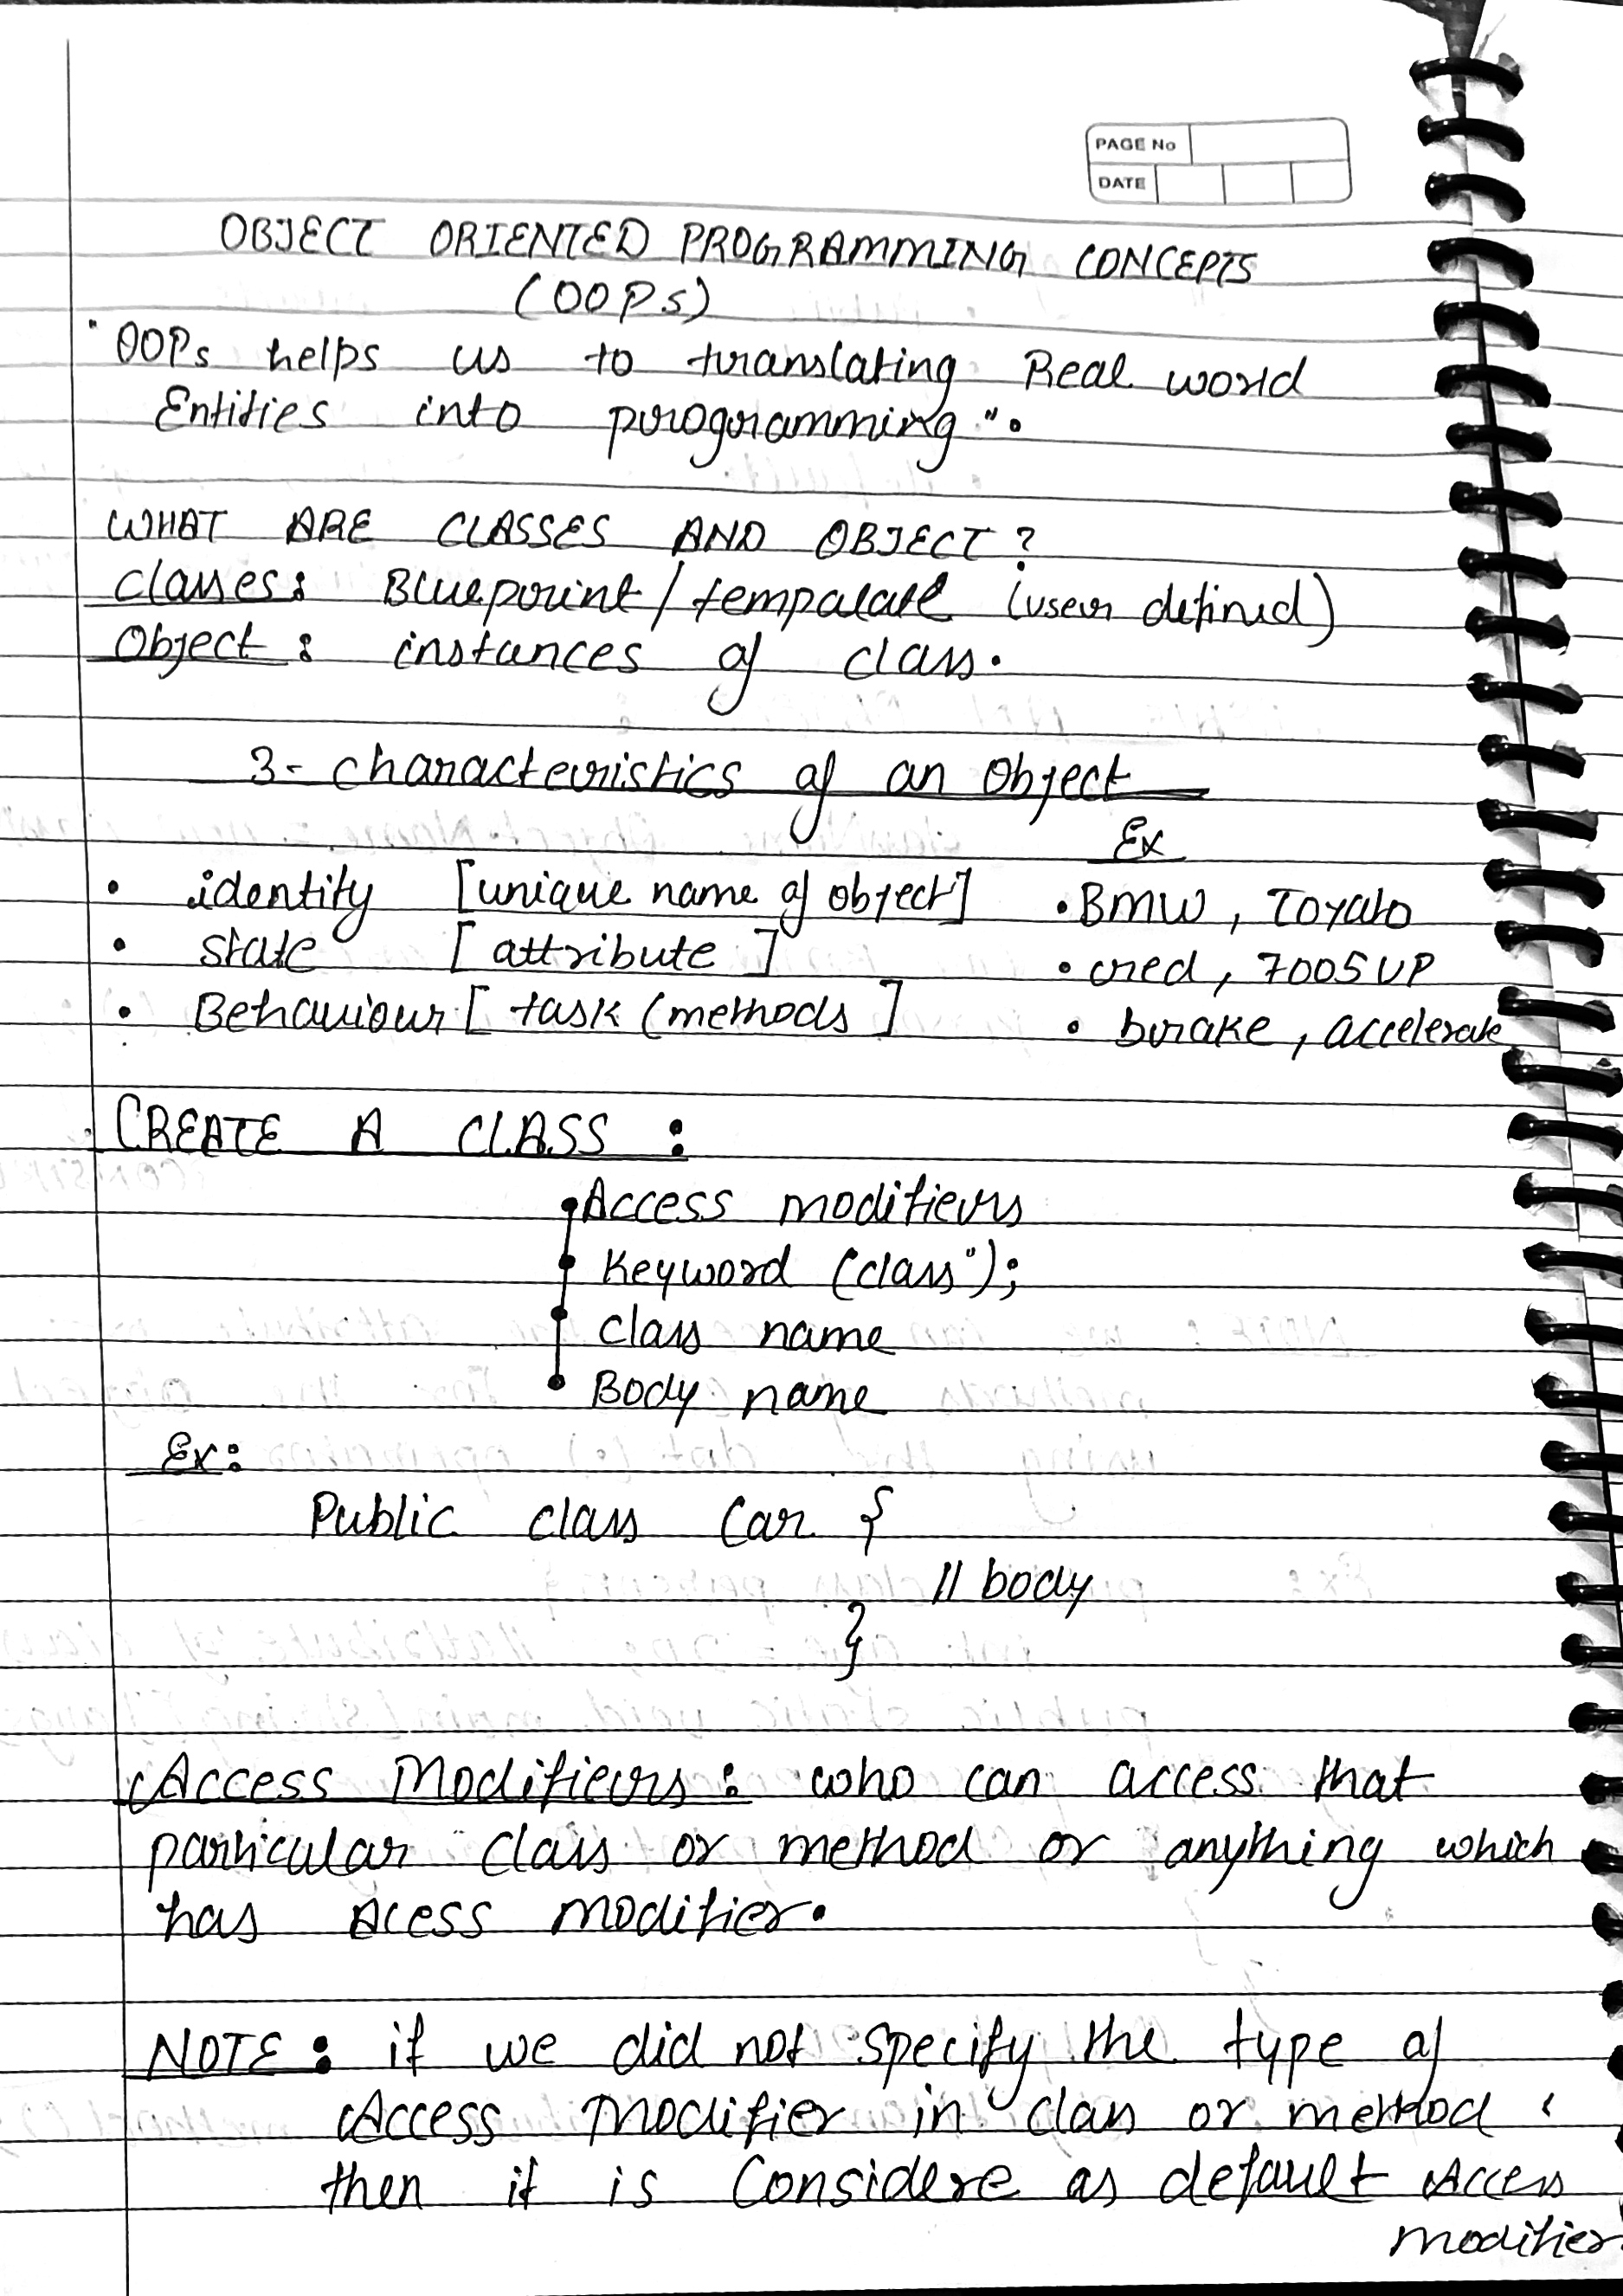 PAGE No
DATE
OBJECT ORIENTED PROGRAMMING CONCEPTS
(OOPs)
"OOPs helps us to translating Real world
Entities into programming".
WHAT ARE CLASSES AND OBJECT?
Classes: Blueprint/tempalate (user defined)
Object: instances of class.
3- characteristics of an Object
Ex
• identity [unique name of object] • BMW, Toyato
• state [attribute] • red, 700SUP
• Behaviour [task (methods] • brake, accelerate
CREATE A CLASS:
• Access modifiers
• Keyword (class");
• Class name
• Body name
Ex:
Public class Car {
// body
}
Access Modifiers: who can access that
particular class or method or anything which
has Acess modifier.
NOTE: if we did not specify the type of
Access Modifier in class or method
then it is Considere as default Access
modifier.